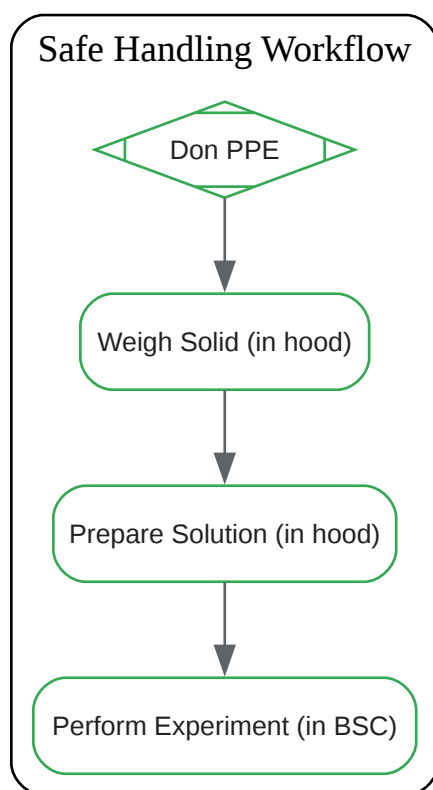 Safe Handling Workflow
Don PPE
Weigh Solid (in hood)
Prepare Solution (in hood)
Perform Experiment (in BSC)